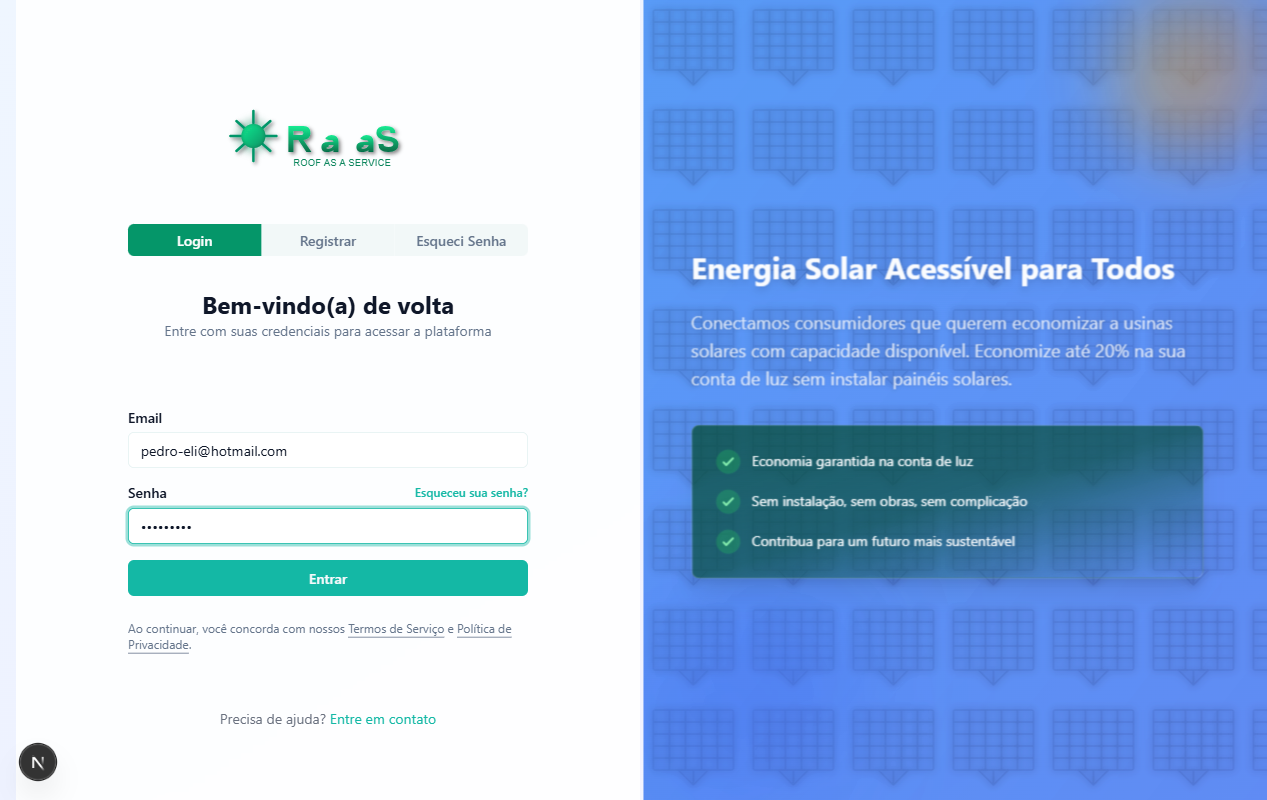 R a aS
ROOF AS A SERVICE
Login
Registrar
Esqueci Senha
Bem-vindo(a) de volta
Entre com suas credenciais para acessar a plataforma
Email
pedro-eli@hotmail.com
Senha
Esqueceu sua senha?
•••••••••
Entrar
Ao continuar, você concorda com nossos Termos de Serviço e Política de
Privacidade.
Precisa de ajuda? Entre em contato
N
Energia Solar Acessível para Todos
Conectamos consumidores que querem economizar a usinas
solares com capacidade disponível. Economize até 20% na sua
conta de luz sem instalar painéis solares.
Economia garantida na conta de luz
Sem instalação, sem obras, sem complicação
Contribua para um futuro mais sustentável